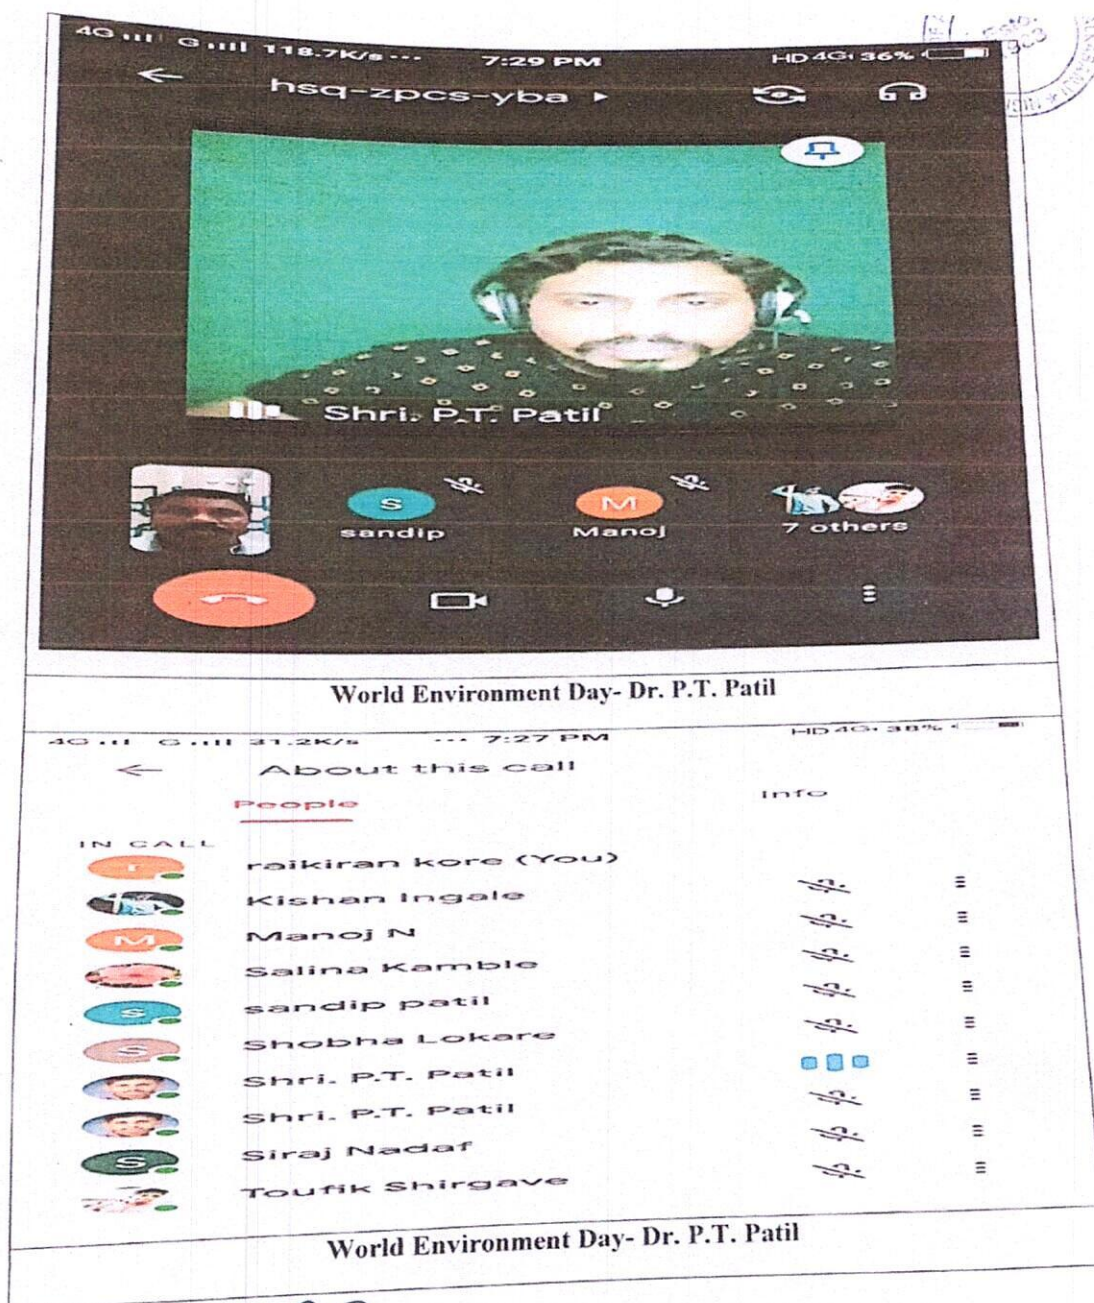 4G G 118.7K/s ... 7:29 PM HD 4G 36%
hsq-zpcs-yba
Shri. P.T. Patil
S M
sandip Manoj 7 others
World Environment Day- Dr. P.T. Patil
4G G 31.2K/s ... 7:27 PM HD 4G 38%
About this call
People Info
IN CALL
r raikiran kore (You)
Kishan Ingale
M Manoj N
Salina Kamble
S sandip patil
S Shobha Lokare
Shri. P.T. Patil
Shri. P.T. Patil
S Siraj Nadaf
Toufik Shirgave
World Environment Day- Dr. P.T. Patil